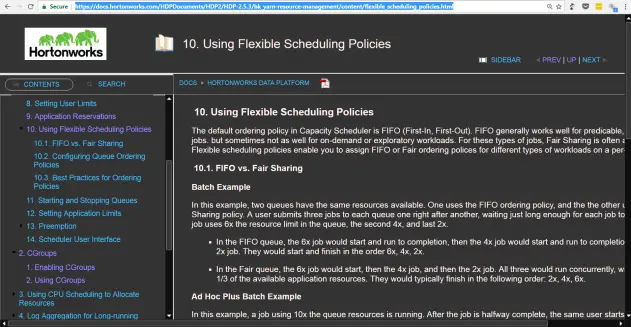 Secure
https://docs.hortonworks.com/HDPDocuments/HDP2/HDP-2.5.3/bk_yarn-resource-management/content/flexible_scheduling_policies.html
Hortonworks
10. Using Flexible Scheduling Policies
SIDEBAR
PREV | UP | NEXT
CONTENTS
SEARCH
DOCS
HORTONWORKS DATA PLATFORM
8. Setting User Limits
9. Application Reservations
10. Using Flexible Scheduling Policies
10.1. FIFO vs. Fair Sharing
10.2. Configuring Queue Ordering
Policies
10.3. Best Practices for Ordering
Policies
11. Starting and Stopping Queues
12. Setting Application Limits
13. Preemption
14. Scheduler User Interface
2. CGroups
1. Enabling CGroups
2. Using CGroups
3. Using CPU Scheduling to Allocate
Resources
4. Log Aggregation for Long-running
10. Using Flexible Scheduling Policies
The default ordering policy in Capacity Scheduler is FIFO (First-In, First-Out). FIFO generally works well for predictable,
jobs, but sometimes not as well for on-demand or exploratory workloads. For these types of jobs, Fair Sharing is often a
Flexible scheduling policies enable you to assign FIFO or Fair ordering polices for different types of workloads on a per-
10.1. FIFO vs. Fair Sharing
Batch Example
In this example, two queues have the same resources available. One uses the FIFO ordering policy, and the the other u
Sharing policy. A user submits three jobs to each queue one right after another, waiting just long enough for each job to
job uses 6x the resource limit in the queue, the second 4x, and last 2x.
• In the FIFO queue, the 6x job would start and run to completion, then the 4x job would start and run to completio
2x job. They would start and finish in the order 6x, 4x, 2x.
• In the Fair queue, the 6x job would start, then the 4x job, and then the 2x job. All three would run concurrently, w
1/3 of the available application resources. They would typically finish in the following order: 2x, 4x, 6x.
Ad Hoc Plus Batch Example
In this example, a job using 10x the queue resources is running. After the job is halfway complete, the same user starts